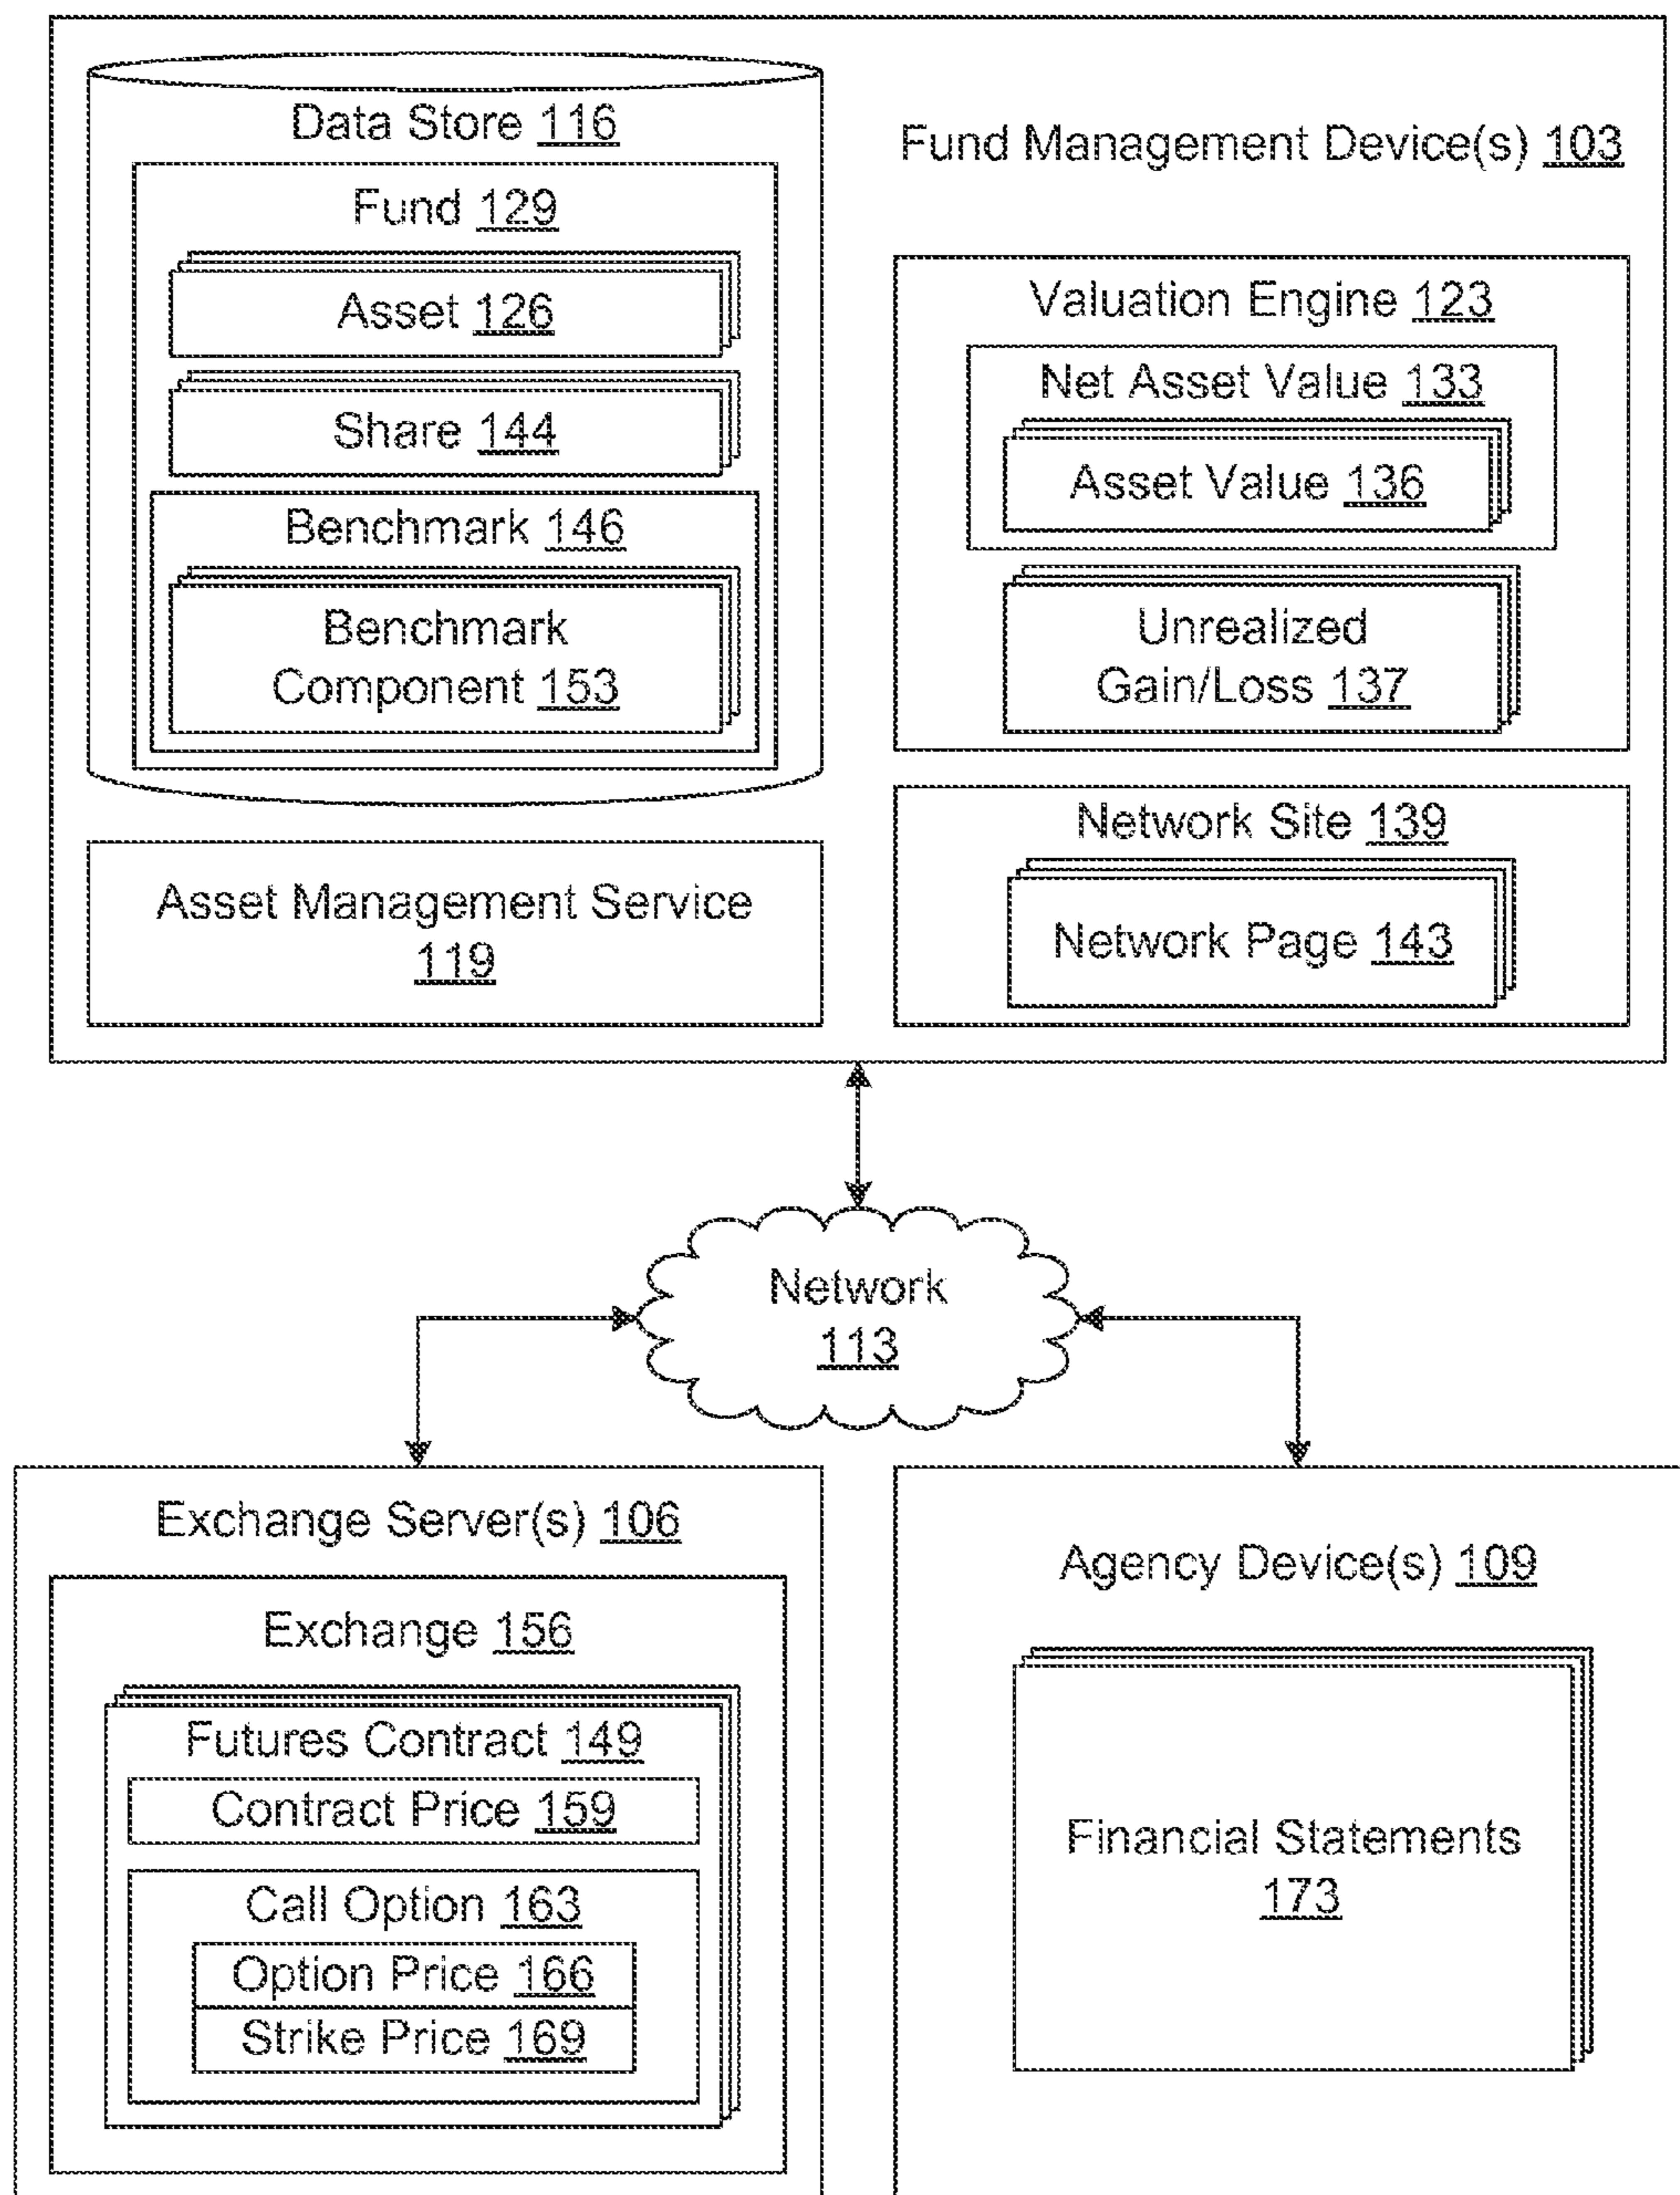 Data Store 116
Fund 129
Asset 126
Share 144
Benchmark 146
Benchmark
Component 153
Asset Management Service
119
Fund Management Device(s) 103
Valuation Engine 123
Net Asset Value 133
Asset Value 136
Unrealized
Gain/Loss 137
Network Site 139
Network Page 143
Network
113
Exchange Server(s) 106
Exchange 156
Futures Contract 149
Contract Price 159
Call Option 163
Option Price 166
Strike Price 169
Agency Device(s) 109
Financial Statements
173